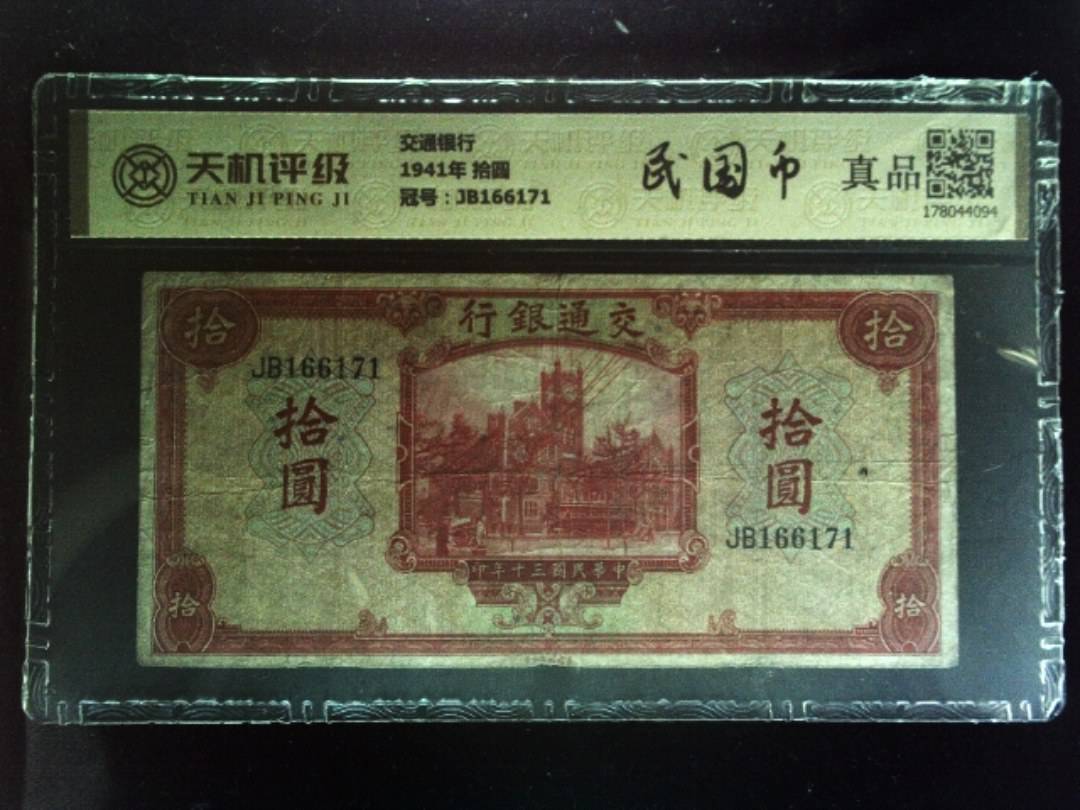 天机评级
TIAN JI PING JI
交通银行
1941年 拾圆
冠号：JB166171
民国币
真品
178044094
拾
行銀通交
拾
JB166171
拾圓
拾圓
JB166171
印年十三國民華中
拾
拾